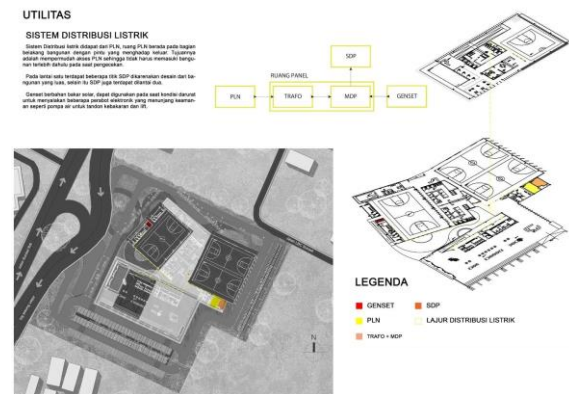 UTILITAS
SISTEM DISTRIBUSI LISTRIK
Sistem Distribusi listrik didapat dari PLN, ruang PLN berada pada bagian
belakang bangunan dengan pintu yang menghadap keluar. Tujuannya
adalah mempermudah akses PLN sehingga tidak harus memasuki bangu-
nan terlebih dahulu pada saat pengecekan.
Pada lantai satu terdapat beberapa titik SDP dikarenakan desain dari ba-
ngunan yang luas, selain itu SDP juga terdapat dilantai dua.
Genset berbahan bakar solar, dapat digunakan pada saat kondisi darurat
untuk menyalakan beberapa perabot elektronik yang menunjang keaman-
an seperti pompa air untuk tandon kebakaran dan lift.
SDP
RUANG PANEL
PLN
TRAFO
MDP
GENSET
N
LEGENDA
GENSET
SDP
PLN
LAJUR DISTRIBUSI LISTRIK
TRAFO + MDP